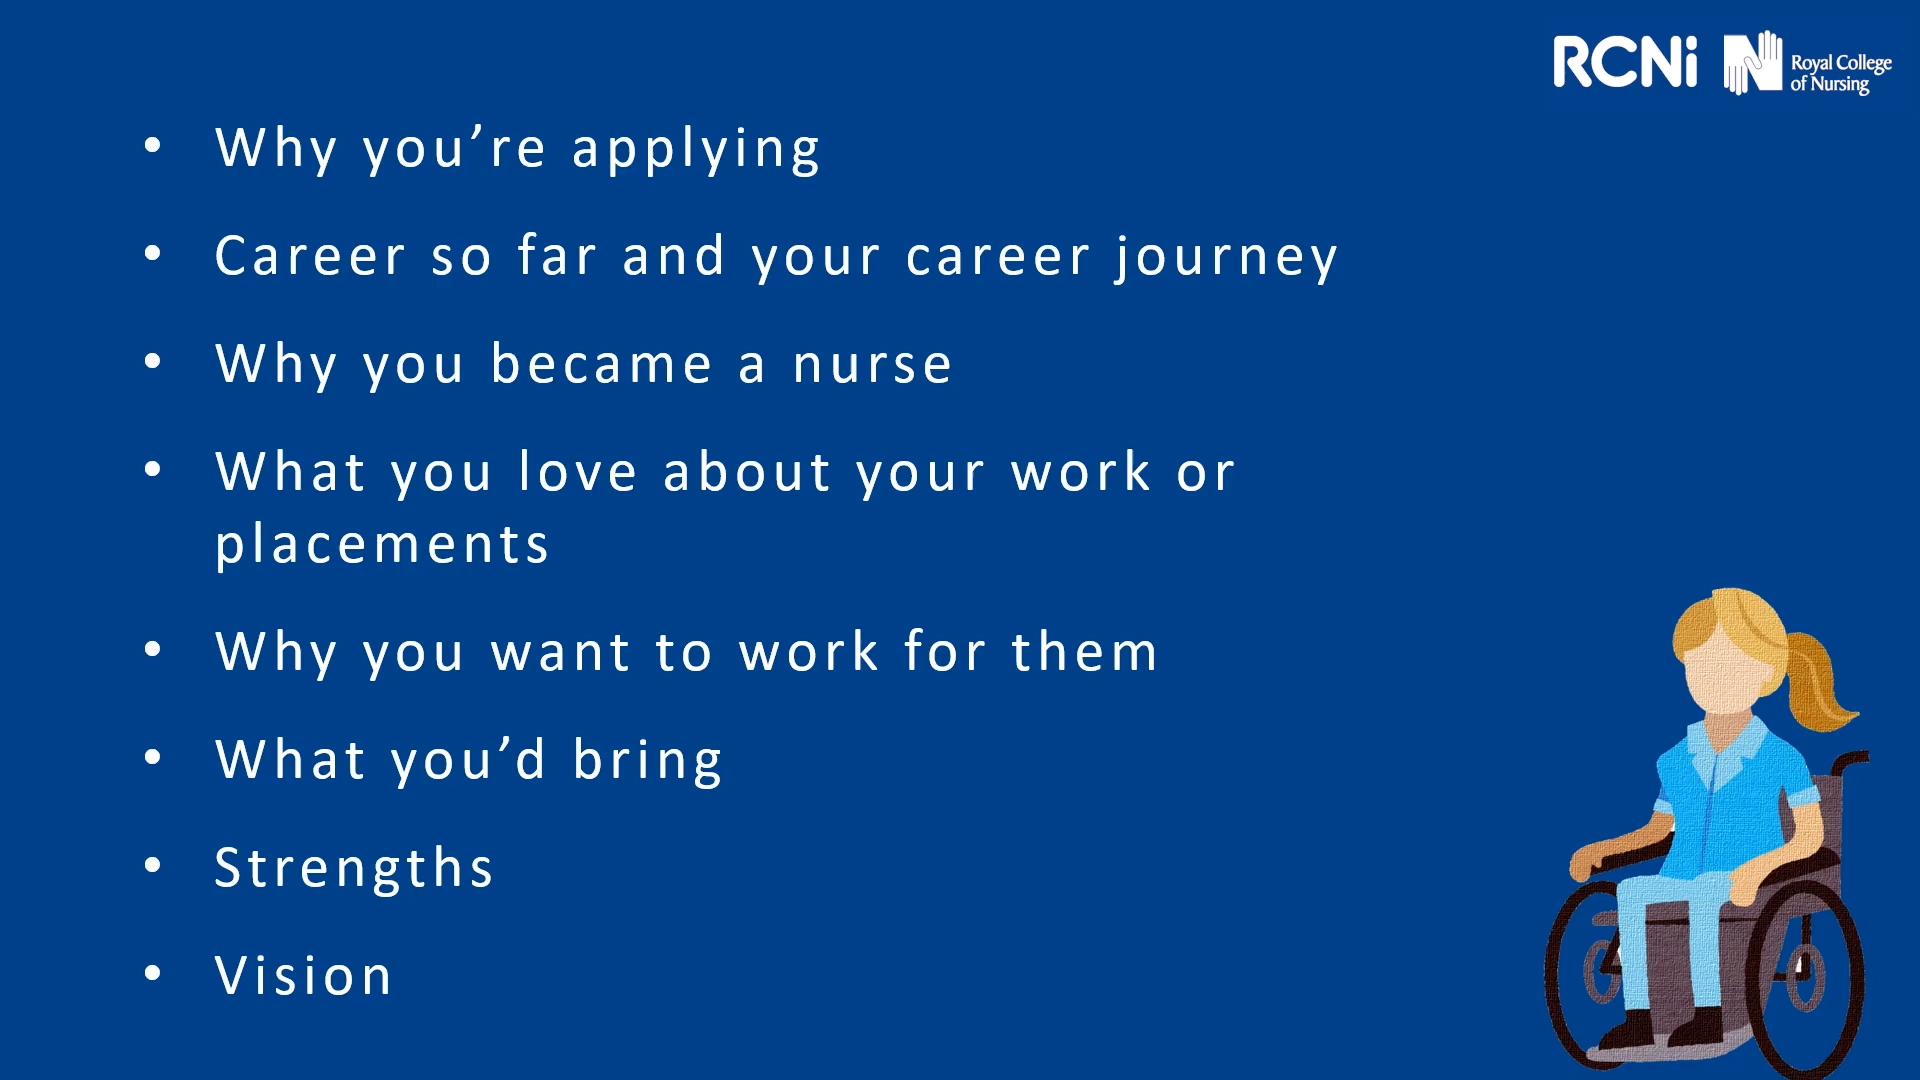 RCNi Royal College
of Nursing
• Why you’re applying
• Career so far and your career journey
• Why you became a nurse
• What you love about your work or
placements
• Why you want to work for them
• What you’d bring
• Strengths
• Vision